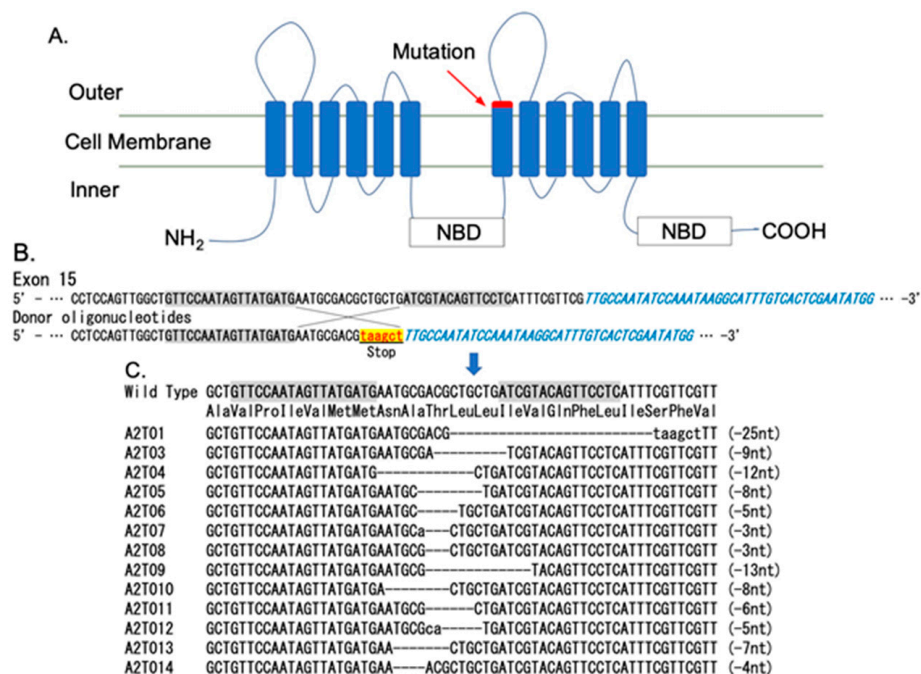 A.
Mutation
Outer
Cell Membrane
Inner
NH2
NBD
NBD
COOH
B.
Exon 15
5' - … CCTCCAGTTGGCTGTTCCAATAGTTATGATGAATGCGACGCTGCTGATCGTACAGTTCCTCATTTCGTTCGTTGCCAATATCCAAATAAGGCATTTGTCACTCGAATATGG … -3'
Donor oligonucleotides
5' - … CCTCCAGTTGGCTGTTCCAATAGTTATGATGAATGCGACGtaagctTTGCCAATATCCAAATAAGGCATTTGTCACTCGAATATGG … -3'
Stop
C.
Wild Type GCTGTTCCAATAGTTATGATGAATGCGACGCTGCTGATCGTACAGTTCCTCATTTCGTTCGTT
AlaValProIleValMetMetAsnAlaThrLeuLeuIleValGlnPheLeuIleSerPheVal
A2T01 GCTGTTCCAATAGTTATGATGAATGCGACG-------------------------taagctTT (-25nt)
A2T03 GCTGTTCCAATAGTTATGATGAATGCGA---------TCGTACAGTTCCTCATTTCGTTCGTT (-9nt)
A2T04 GCTGTTCCAATAGTTATGATG------------CTGATCGTACAGTTCCTCATTTCGTTCGTT (-12nt)
A2T05 GCTGTTCCAATAGTTATGATGAATGC--------TGATCGTACAGTTCCTCATTTCGTTCGTT (-8nt)
A2T06 GCTGTTCCAATAGTTATGATGAATGC-----TGCTGATCGTACAGTTCCTCATTTCGTTCGTT (-5nt)
A2T07 GCTGTTCCAATAGTTATGATGAATGCa---CTGCTGATCGTACAGTTCCTCATTTCGTTCGTT (-3nt)
A2T08 GCTGTTCCAATAGTTATGATGAATGCG---CTGCTGATCGTACAGTTCCTCATTTCGTTCGTT (-3nt)
A2T09 GCTGTTCCAATAGTTATGATGAATGCG-------------TACAGTTCCTCATTTCGTTCGTT (-13nt)
A2T010 GCTGTTCCAATAGTTATGATGA--------CTGCTGATCGTACAGTTCCTCATTTCGTTCGTT (-8nt)
A2T011 GCTGTTCCAATAGTTATGATGAATGCG------CTGATCGTACAGTTCCTCATTTCGTTCGTT (-6nt)
A2T012 GCTGTTCCAATAGTTATGATGAATGCGca-----TGATCGTACAGTTCCTCATTTCGTTCGTT (-5nt)
A2T013 GCTGTTCCAATAGTTATGATGAA-------CTGCTGATCGTACAGTTCCTCATTTCGTTCGTT (-7nt)
A2T014 GCTGTTCCAATAGTTATGATGAA----ACGCTGCTGATCGTACAGTTCCTCATTTCGTTCGTT (-4nt)